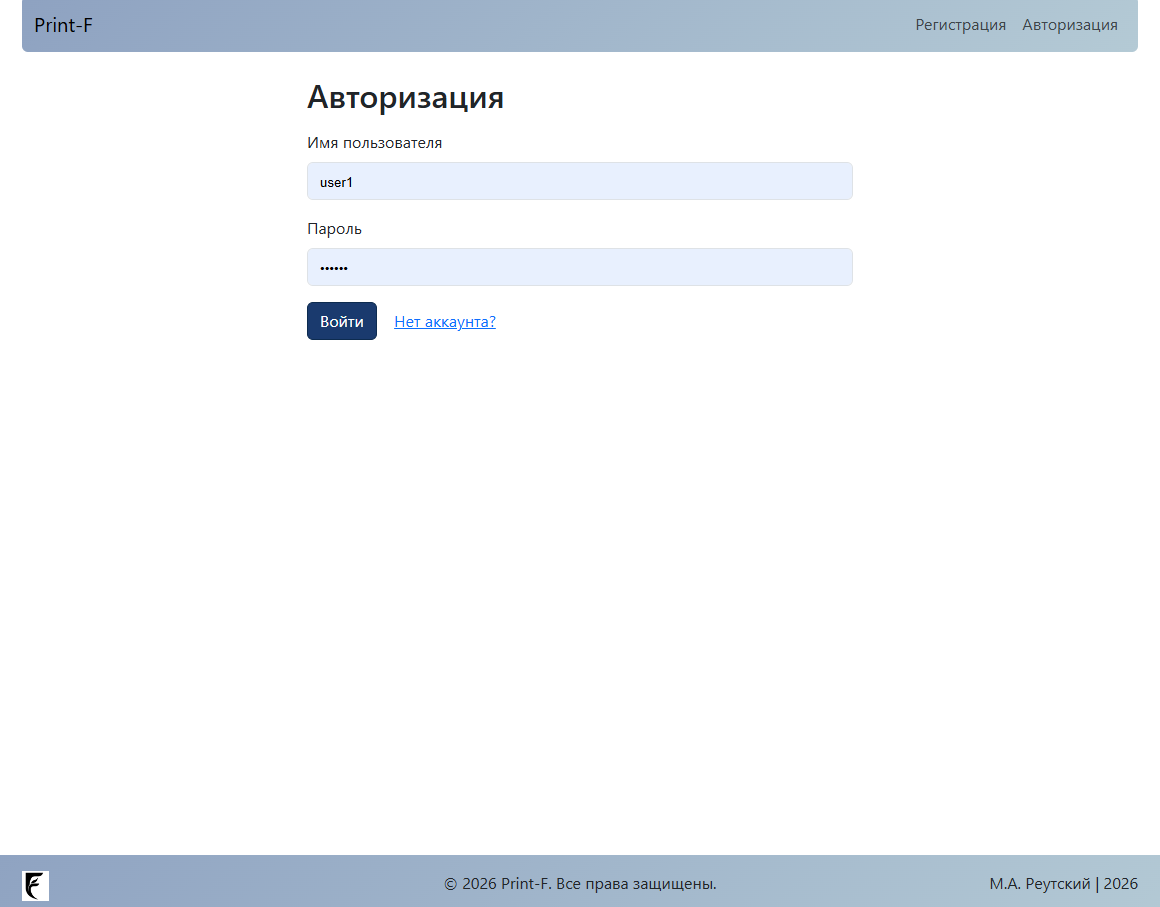 Print-F Регистрация Авторизация
Авторизация
Имя пользователя
user1
Пароль
••••••
Войти Нет аккаунта?
© 2026 Print-F. Все права защищены. М.А. Реутский | 2026